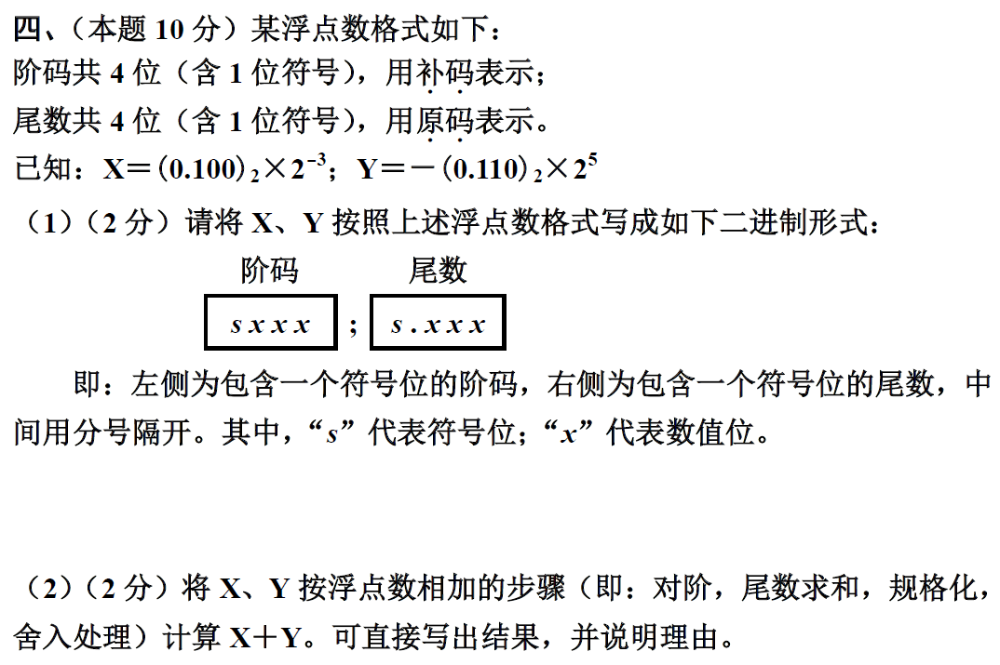 四、（本题 10 分）某浮点数格式如下：
阶码共 4 位（含 1 位符号），用补码表示；
尾数共 4 位（含 1 位符号），用原码表示。
已知：X＝(0.100)₂×2⁻³；Y＝－(0.110)₂×2⁵
（1）（2 分）请将 X、Y 按照上述浮点数格式写成如下二进制形式：
阶码 尾数
s x x x ； s . x x x
即：左侧为包含一个符号位的阶码，右侧为包含一个符号位的尾数，中
间用分号隔开。其中，“s”代表符号位；“x”代表数值位。
（2）（2 分）将 X、Y 按浮点数相加的步骤（即：对阶，尾数求和，规格化，
舍入处理）计算 X＋Y。可直接写出结果，并说明理由。